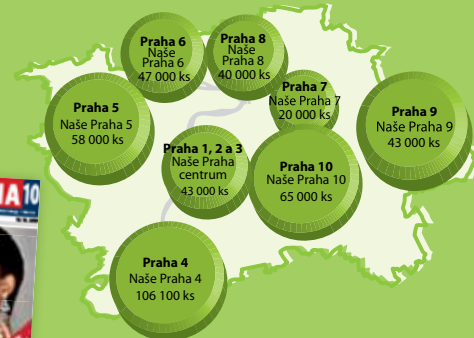 Praha 6
Naše
Praha 6
47 000 ks
Praha 8
Naše
Praha 8
40 000 ks
Praha 7
Naše Praha 7
20 000 ks
Praha 5
Naše Praha 5
58 000 ks
Praha 9
Naše Praha 9
43 000 ks
Praha 1, 2 a 3
Naše Praha
centrum
43 000 ks
Praha 10
Naše Praha 10
65 000 ks
Praha 4
Naše Praha 4
106 100 ks
HA 10